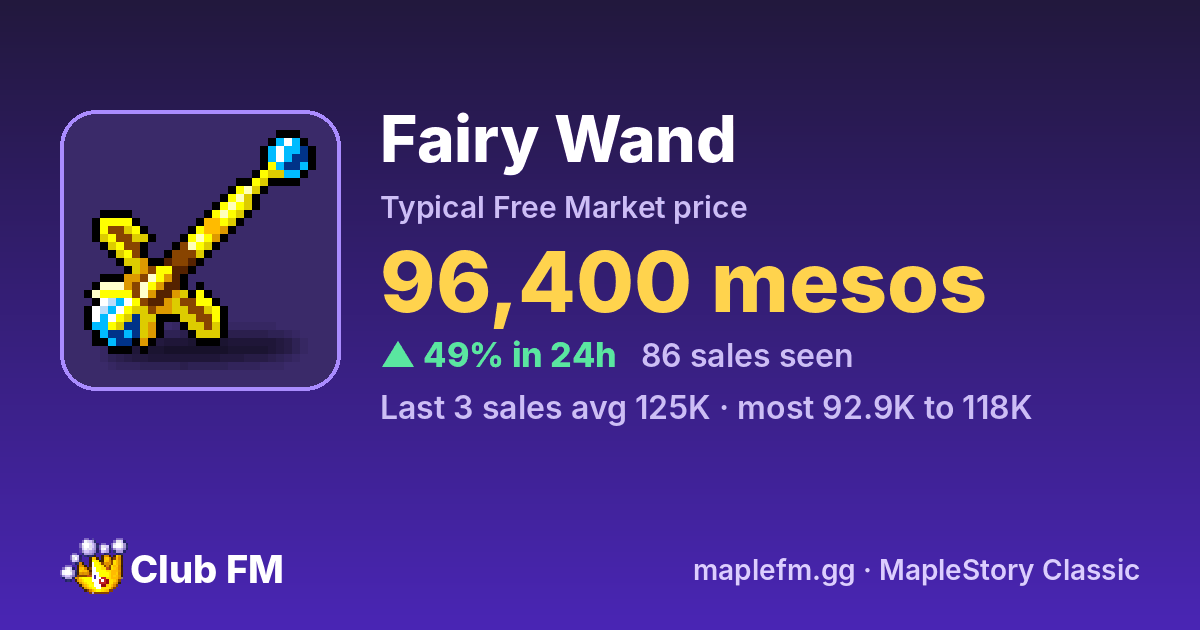 Fairy Wand
Typical Free Market price
96,400 mesos
▲ 49% in 24h 86 sales seen
Last 3 sales avg 125K · most 92.9K to 118K
Club FM
maplefm.gg · MapleStory Classic